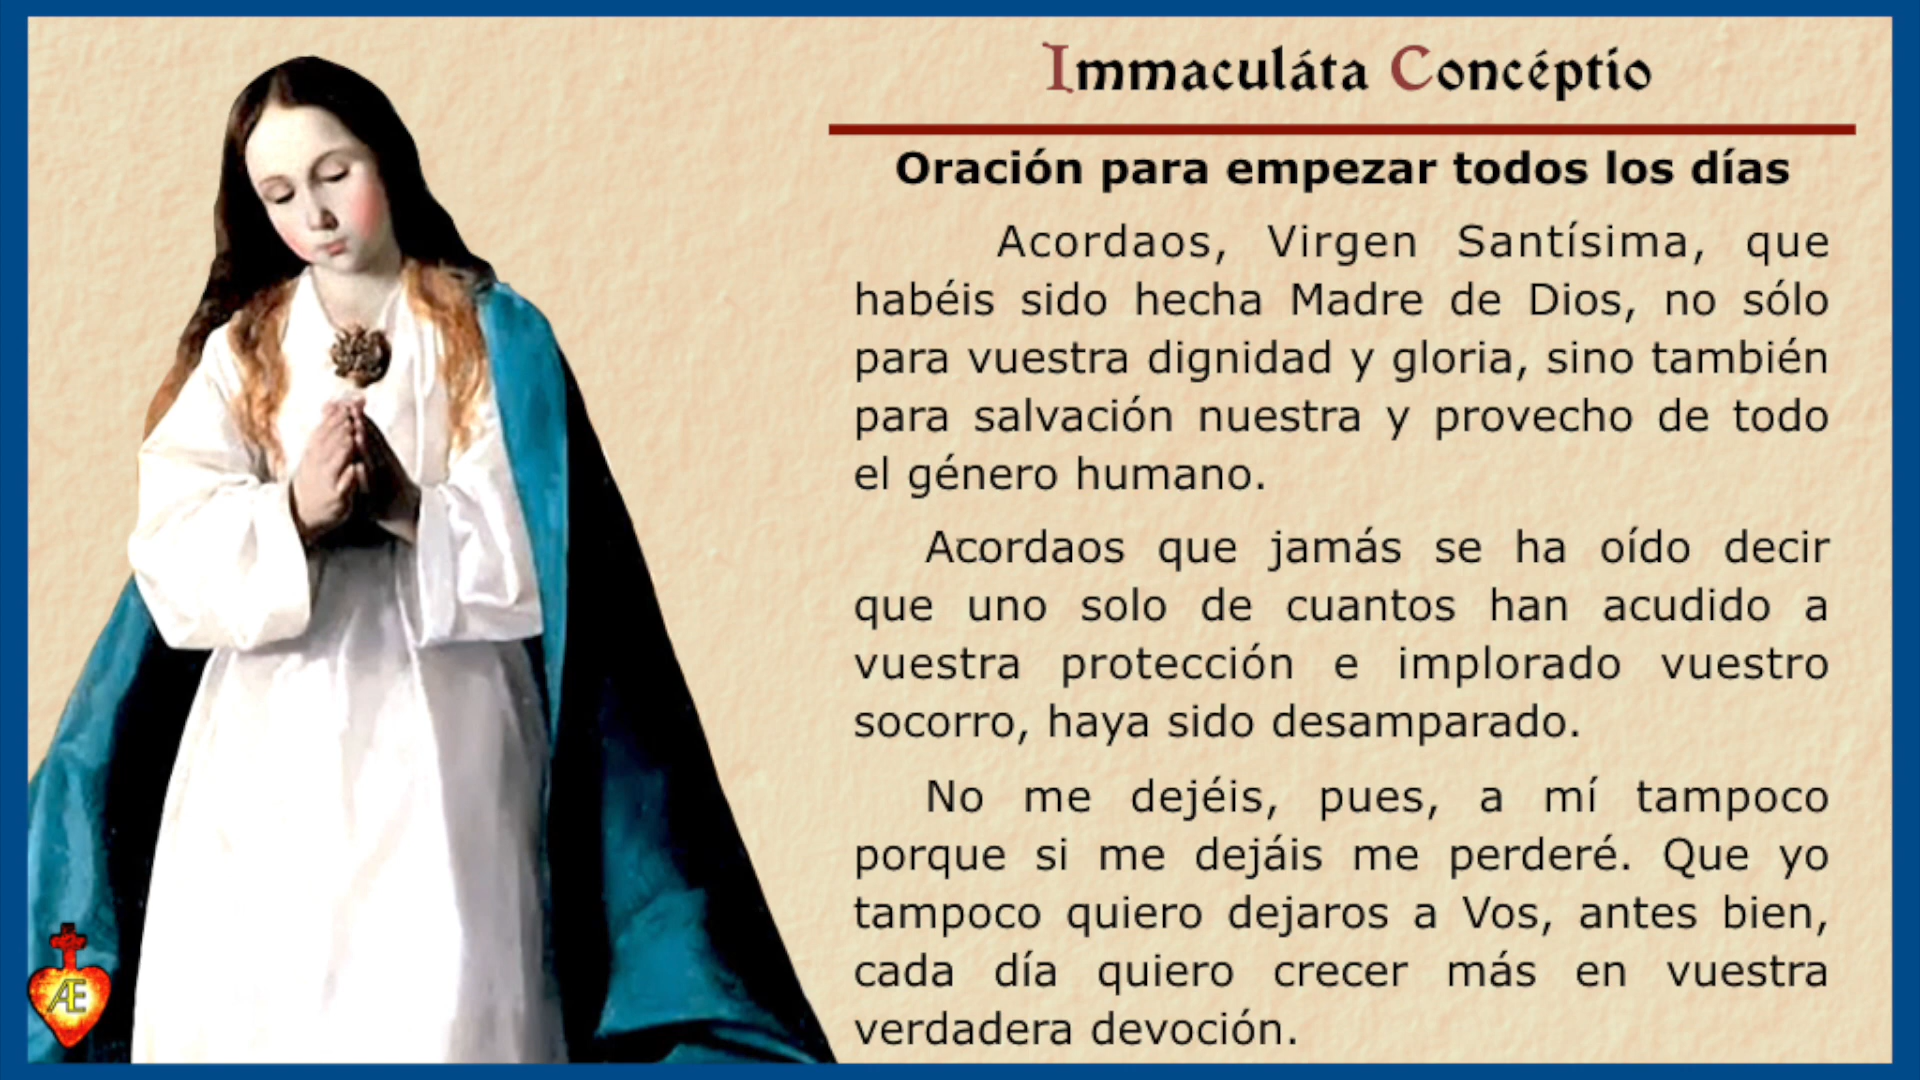 Immaculáta Concéptio
Oración para empezar todos los días
Acordaos, Virgen Santísima, que
habéis sido hecha Madre de Dios, no sólo
para vuestra dignidad y gloria, sino también
para salvación nuestra y provecho de todo
el género humano.
Acordaos que jamás se ha oído decir
que uno solo de cuantos han acudido a
vuestra protección e implorado vuestro
socorro, haya sido desamparado.
No me dejéis, pues, a mí tampoco
porque si me dejáis me perderé. Que yo
tampoco quiero dejaros a Vos, antes bien,
cada día quiero crecer más en vuestra
verdadera devoción.
Æ